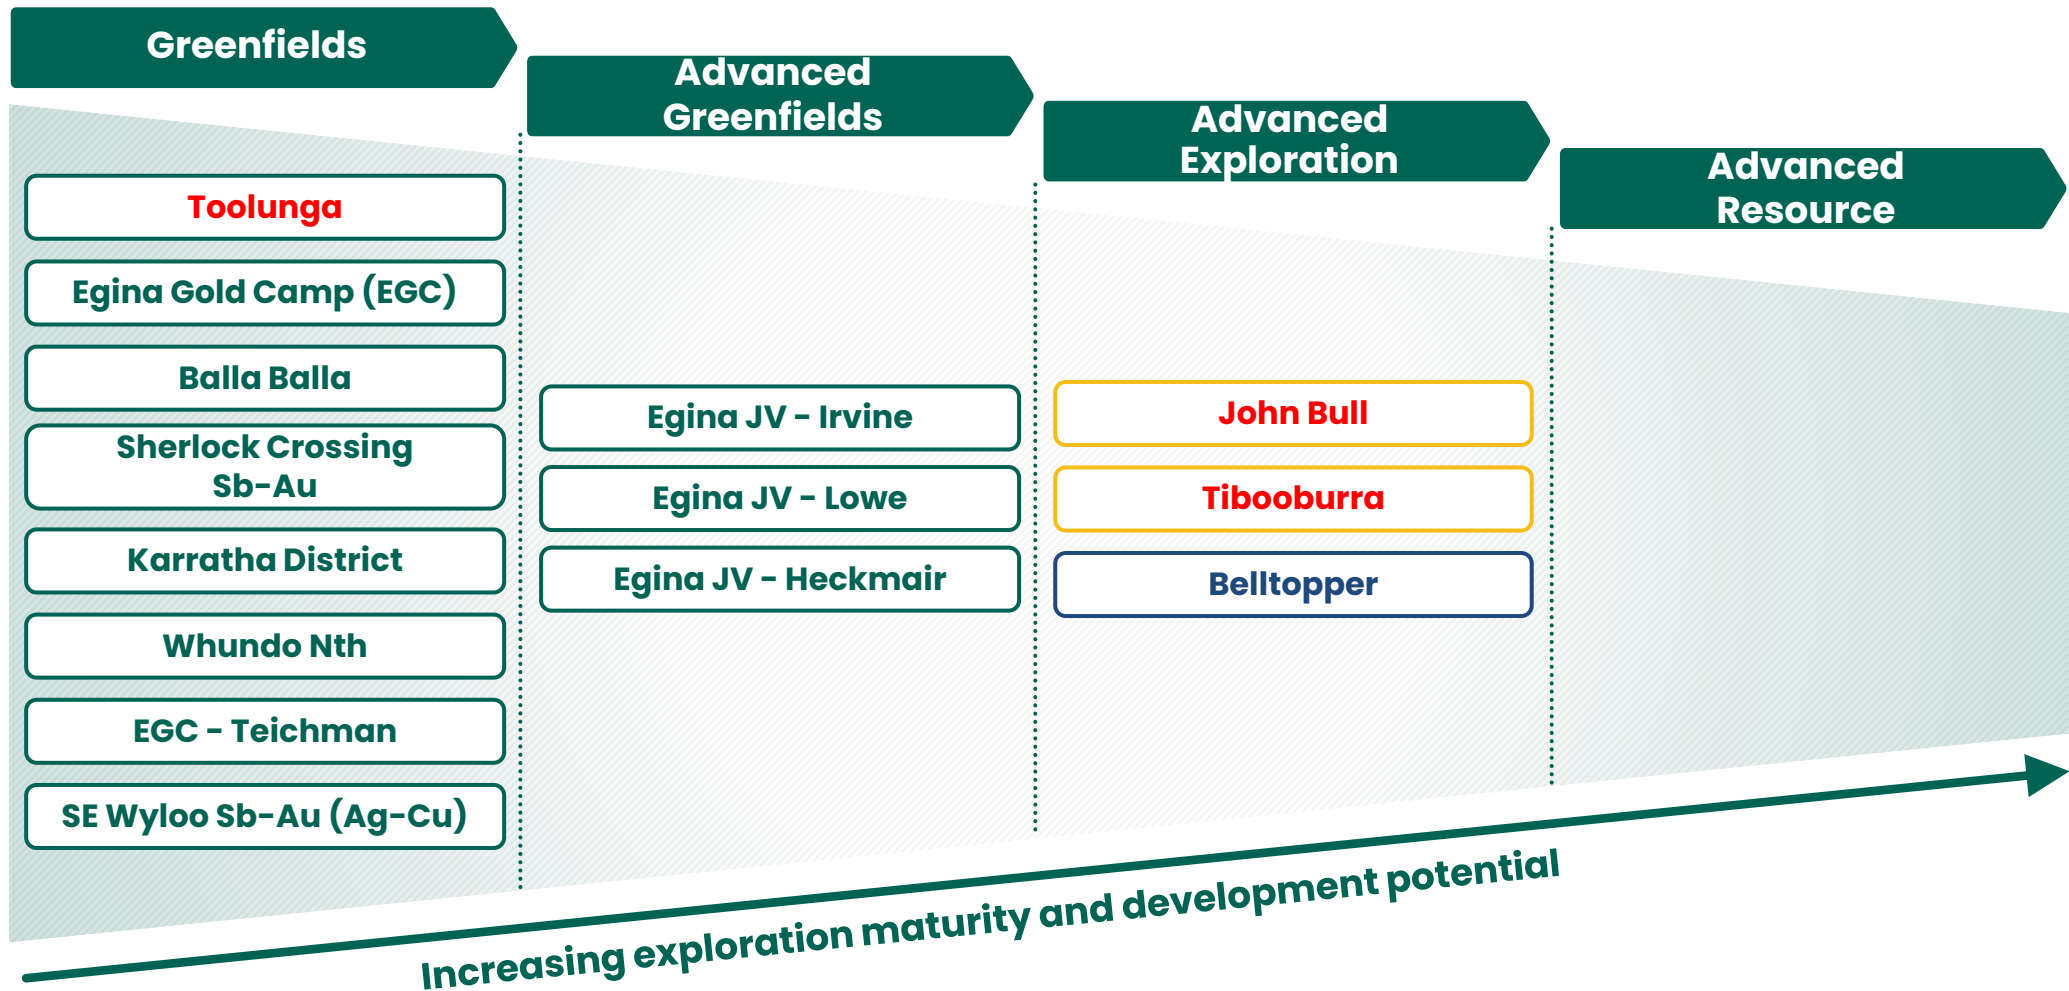 Greenfields
Advanced
Greenfields
Advanced
Exploration
Advanced
Resource
Toolunga
Egina Gold Camp (EGC)
Balla Balla
Sherlock Crossing
Sb-Au
Karratha District
Whundo Nth
EGC - Teichman
SE Wyloo Sb-Au (Ag-Cu)
Egina JV - Irvine
Egina JV - Lowe
Egina JV - Heckmair
John Bull
Tibooburra
Belltopper
Increasing exploration maturity and development potential